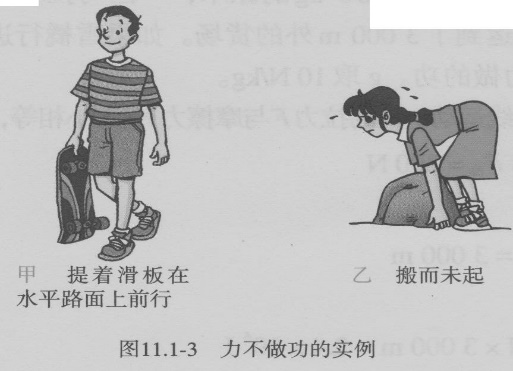 甲 提着滑板在
水平路面上前行
乙 搬而未起
图11.1-3 力不做功的实例